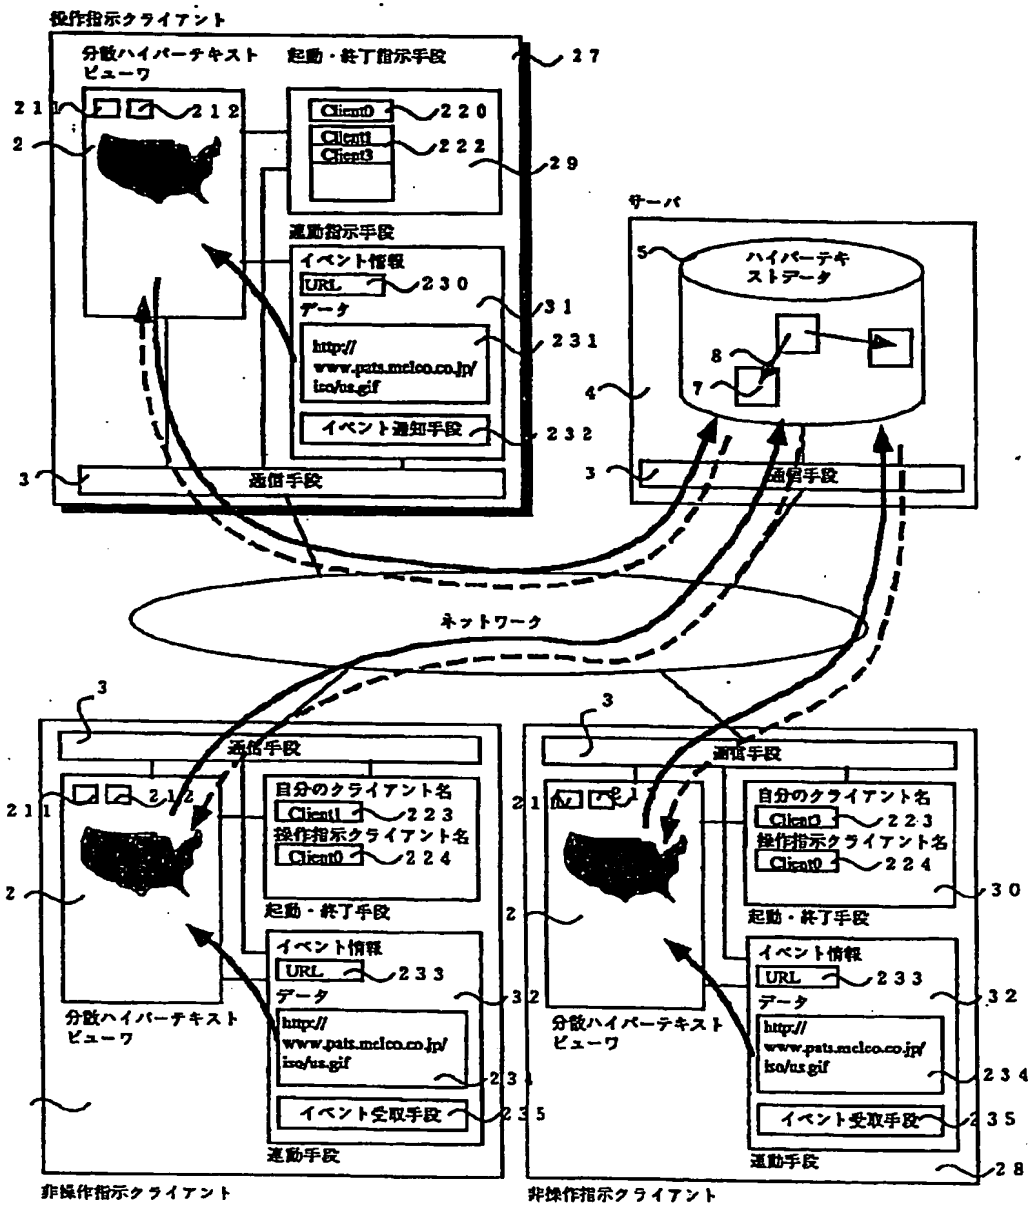 操作指示クライアント
分散ハイパーテキスト
ビューワ
起動・終了指示手段
27
211
212
2
Client0
220
Client1
222
Client3
29
連動指示手段
イベント情報
URL
230
31
データ
231
http://
www.pats.melco.co.jp/
iso/us.gif
イベント通知手段
232
3
通信手段
サーバ
5
ハイパーテキ
ストデータ
8
7
4
3
通信手段
ネットワーク
3
通信手段
211
212
自分のクライアント名
Client1
223
操作指示クライアント名
Client0
224
2
起動・終了手段
イベント情報
URL
233
データ
32
http://
www.pats.melco.co.jp/
iso/us.gif
234
イベント受取手段
235
連動手段
分散ハイパーテキスト
ビューワ
非操作指示クライアント
3
通信手段
211
21
自分のクライアント名
Client3
223
操作指示クライアント名
Client0
224
30
2
起動・終了手段
イベント情報
URL
233
データ
32
http://
www.pats.melco.co.jp/
iso/us.gif
234
イベント受取手段
235
連動手段
28
分散ハイパーテキスト
ビューワ
非操作指示クライアント